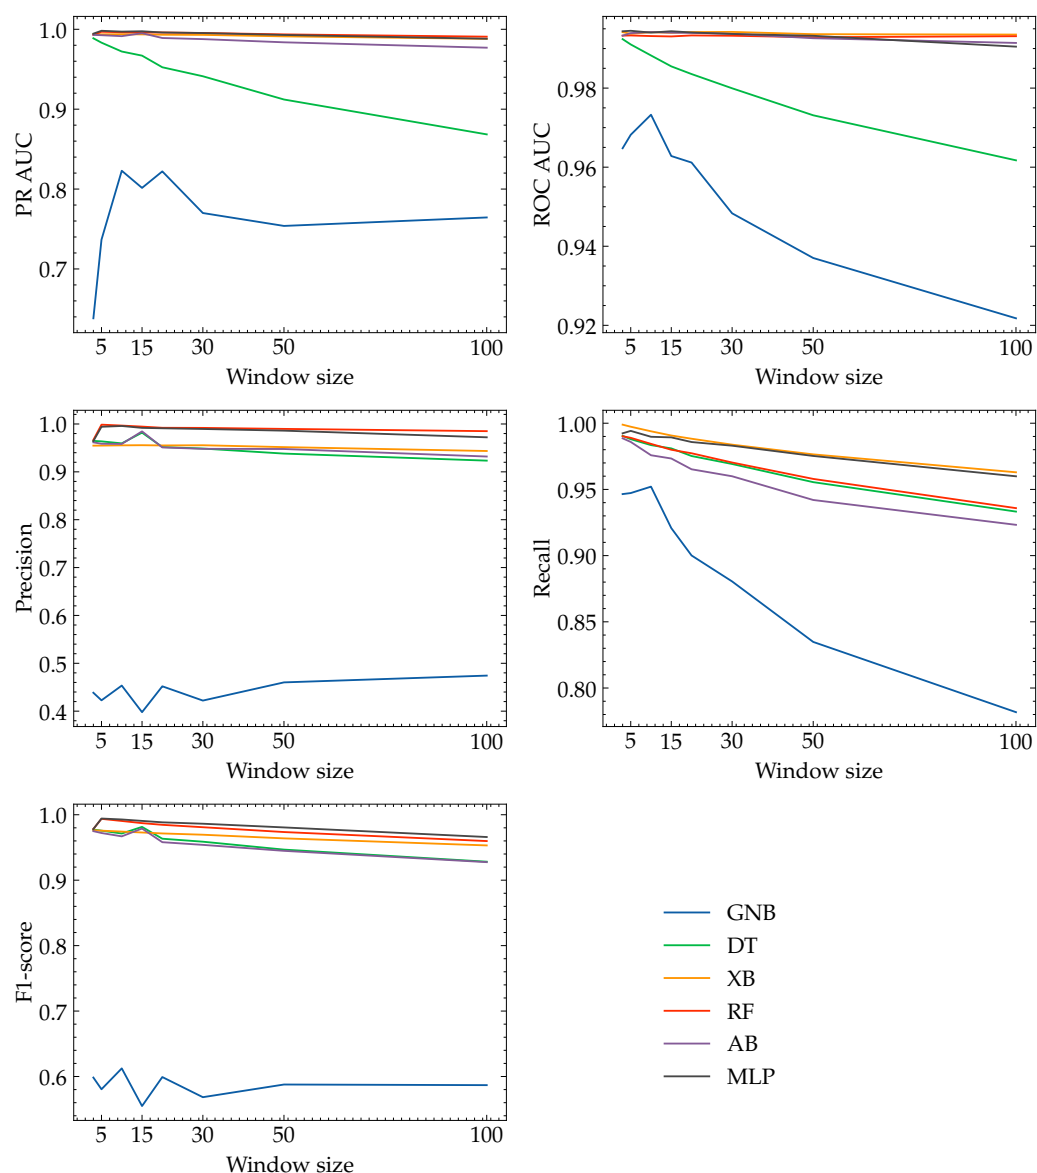 1.0
0.9
0.8
0.7
PR AUC
5 15 30 50 100
Window size
0.98
0.96
0.94
0.92
ROC AUC
5 15 30 50 100
Window size
1.0
0.9
0.8
0.7
0.6
0.5
0.4
Precision
5 15 30 50 100
Window size
1.00
0.95
0.90
0.85
0.80
Recall
5 15 30 50 100
Window size
1.0
0.9
0.8
0.7
0.6
F1-score
5 15 30 50 100
Window size
GNB
DT
XB
RF
AB
MLP